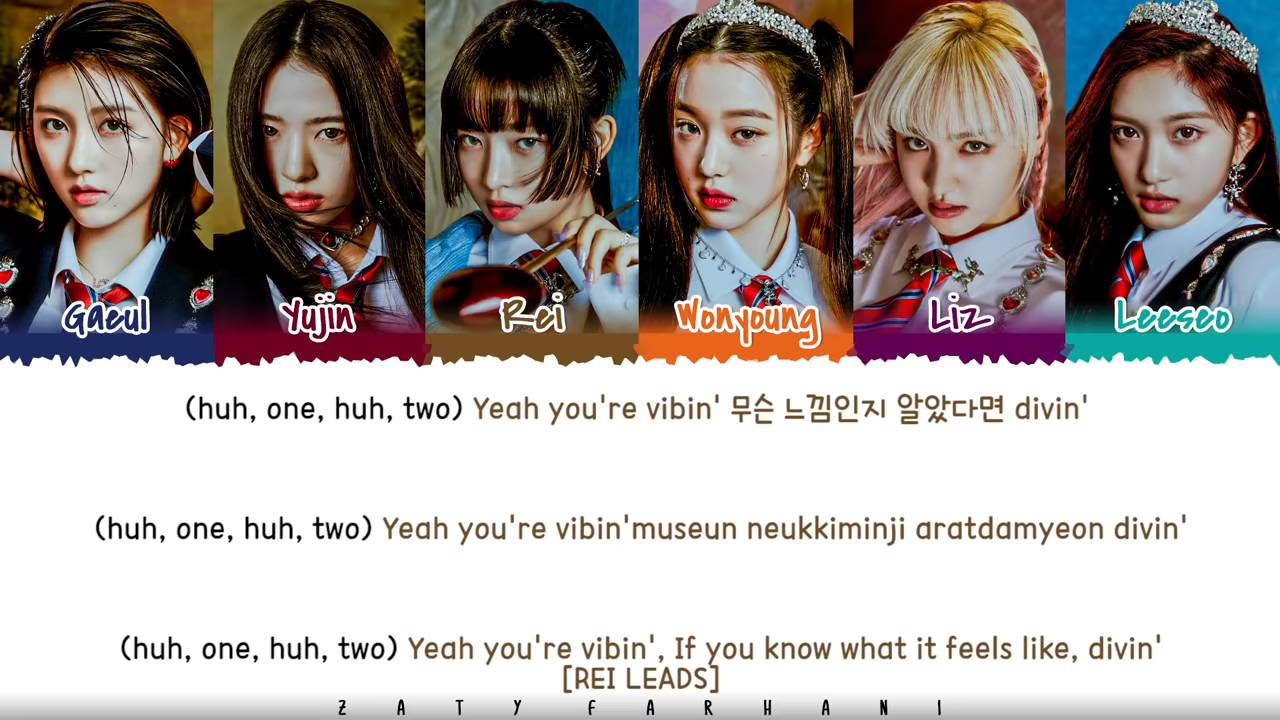 Gaeul Yujin Rei Wonyoung Liz Leeseo
(huh, one, huh, two) Yeah you're vibin' 무슨 느낌인지 알았다면 divin'
(huh, one, huh, two) Yeah you're vibin'museun neukkiminji aratdamyeon divin'
(huh, one, huh, two) Yeah you're vibin', If you know what it feels like, divin'
[REI LEADS]
ZATY FARHANI